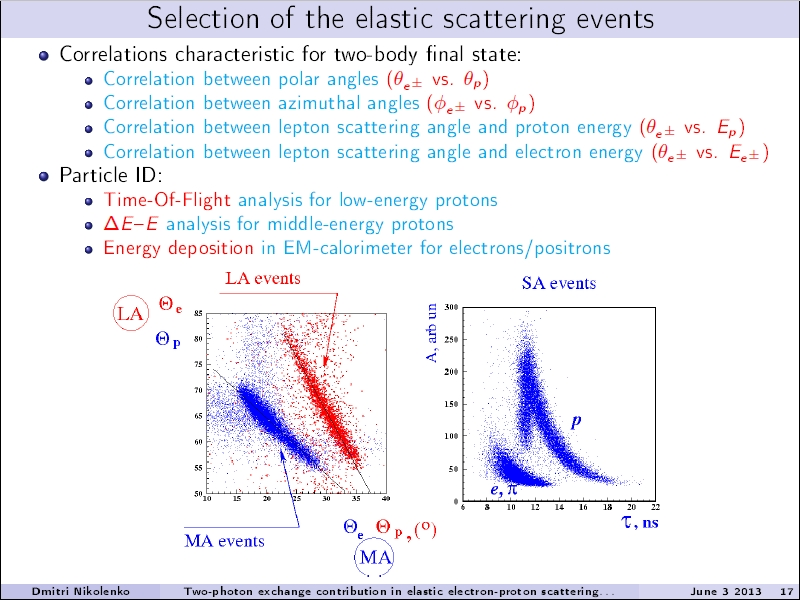 Selection of the elastic scattering events
Correlations characteristic for two-body final state:
Correlation between polar angles (θe± vs. θp)
Correlation between azimuthal angles (ϕe± vs. ϕp)
Correlation between lepton scattering angle and proton energy (θe± vs. Ep)
Correlation between lepton scattering angle and electron energy (θe± vs. Ee±)
Particle ID:
Time-Of-Flight analysis for low-energy protons
ΔE–E analysis for middle-energy protons
Energy deposition in EM-calorimeter for electrons/positrons
LA events
LA Θe
Θp
85
80
75
70
65
60
55
50
10 15 20 25 30 35 40
MA events
Θe Θp ,(o)
MA
SA events
A, arb un
300
250
200
150
100
50
0
p
e, π
6 8 10 12 14 16 18 20 22
τ, ns
Dmitri Nikolenko Two-photon exchange contribution in elastic electron-proton scattering... June 3 2013 17